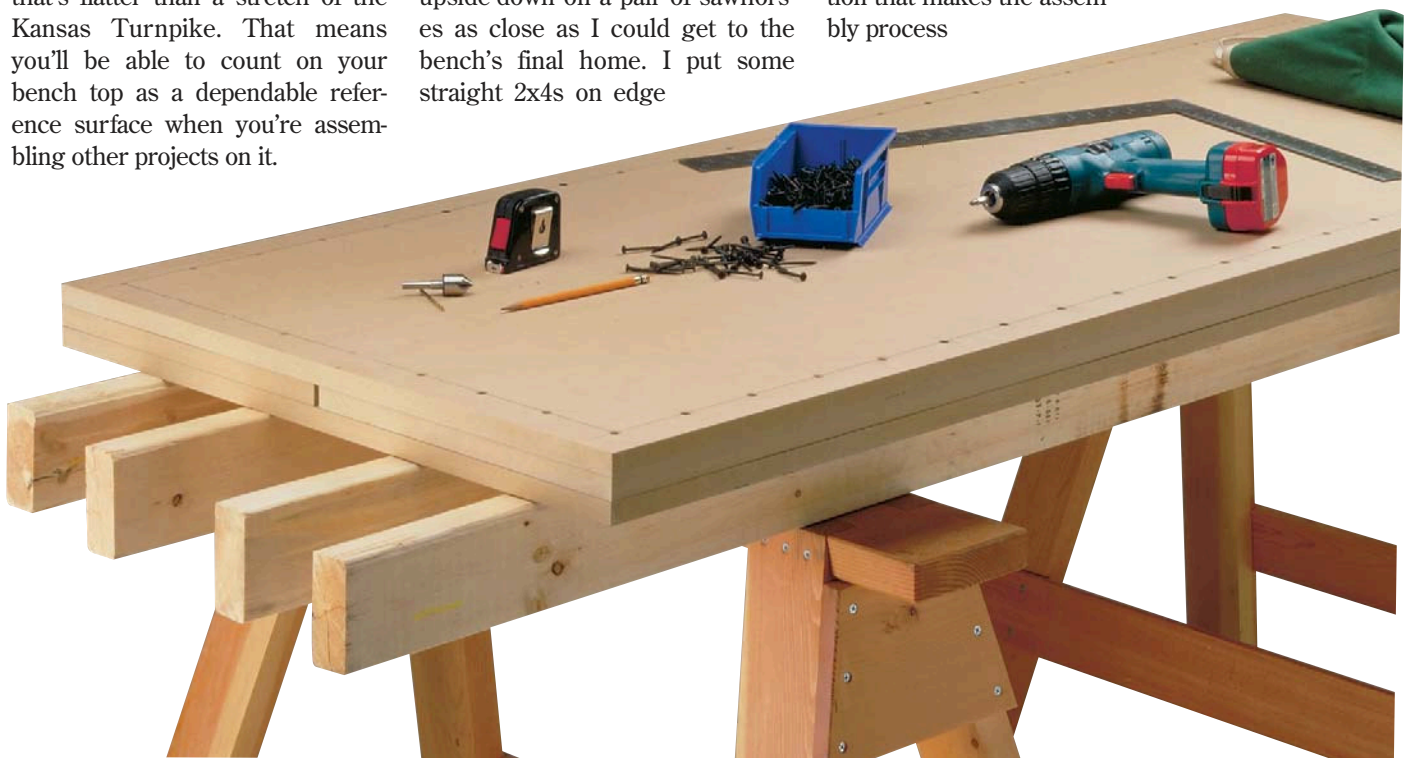 that's flatter than a stretch of the
Kansas Turnpike. That means
you'll be able to count on your
bench top as a dependable refer-
ence surface when you're assem-
bling other projects on it.
upside down on a pair of sawhors-
es as close as I could get to the
bench's final home. I put some
straight 2x4s on edge
tion that makes the assem-
bly process